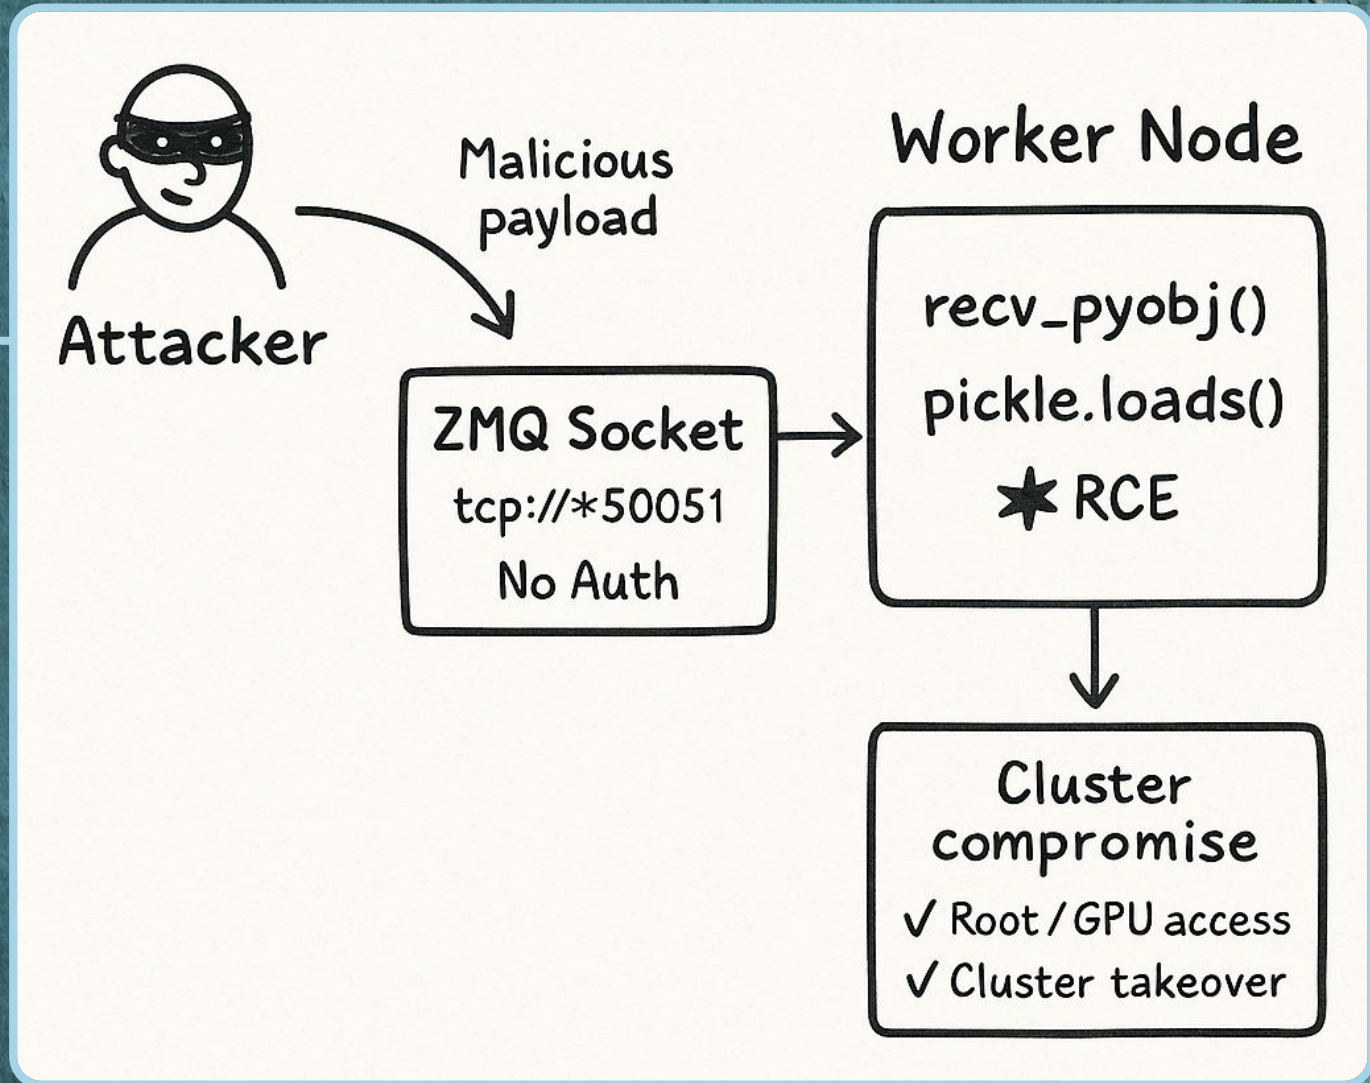 Malicious
payload
Attacker
ZMQ Socket
tcp://*50051
No Auth
Worker Node
recv_pyobj()
pickle.loads()
✶ RCE
Cluster
compromise
✓ Root / GPU access
✓ Cluster takeover